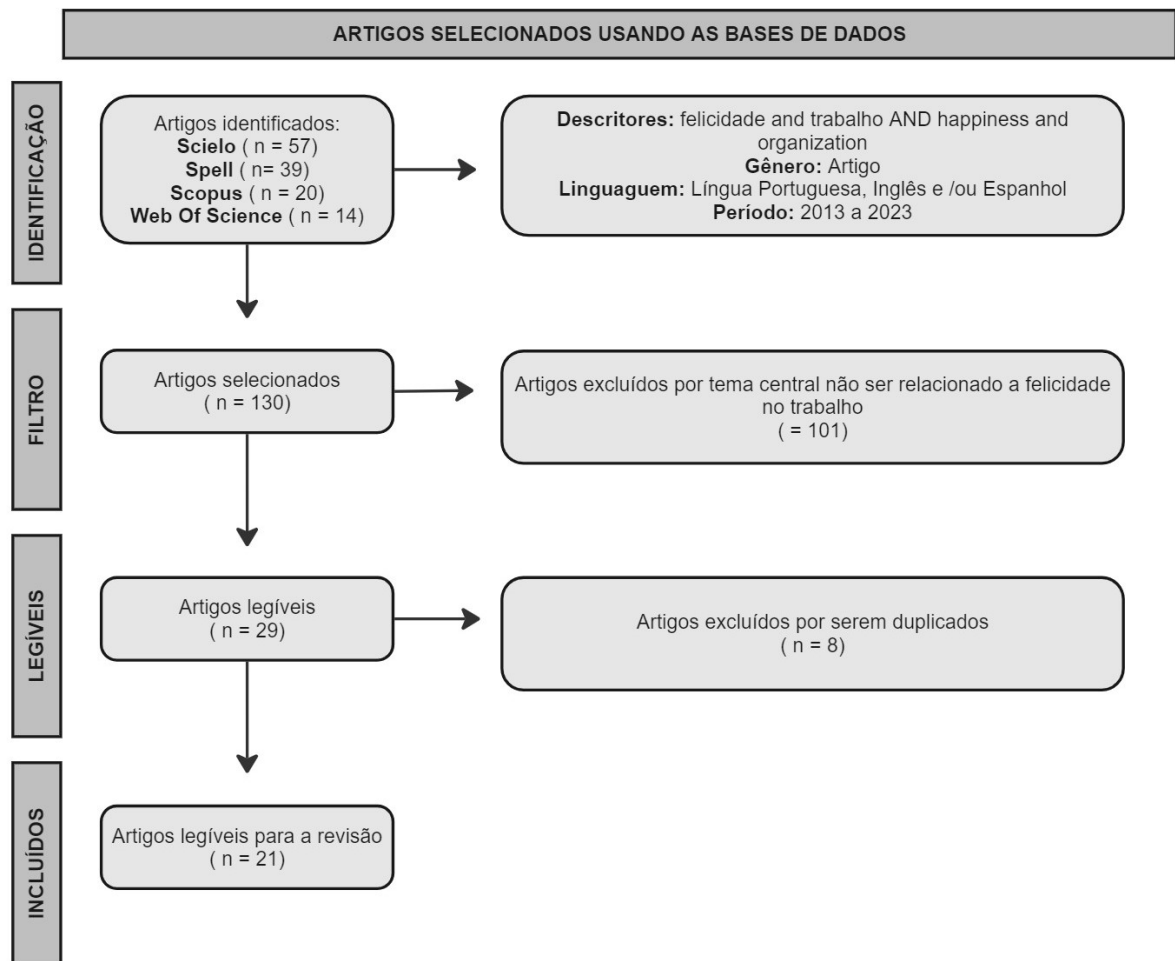 ARTIGOS SELECIONADOS USANDO AS BASES DE DADOS
IDENTIFICAÇÃO
Artigos identificados:
Scielo ( n = 57)
Spell ( n= 39)
Scopus ( n = 20)
Web Of Science ( n = 14)
Descritores: felicidade and trabalho AND happiness and
organization
Gênero: Artigo
Linguaguem: Língua Portuguesa, Inglês e /ou Espanhol
Período: 2013 a 2023
FILTRO
Artigos selecionados
( n = 130)
Artigos excluídos por tema central não ser relacionado a felicidade
no trabalho
( = 101)
LEGÍVEIS
Artigos legíveis
( n = 29)
Artigos excluídos por serem duplicados
( n = 8)
INCLUÍDOS
Artigos legíveis para a revisão
( n = 21)